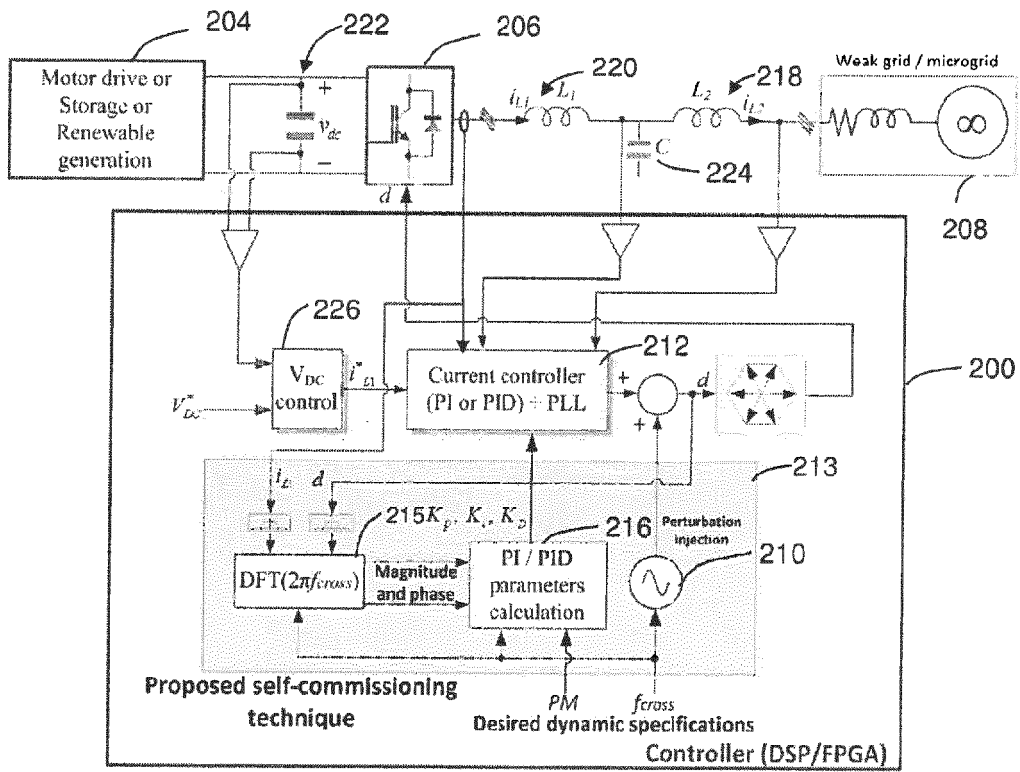 204
222
206
220
218
Weak grid / microgrid
Motor drive or
Storage or
Renewable
generation
+
v_dc
−
i_L1
L_1
L_2
i_L2
C
224
∞
208
d
226
212
200
V_DC
control
i*_L1
Current controller
(PI or PID) + PLL
+
+
d
213
i_L
d
215
K_p, K_i, K_D
216
Perturbation
injection
210
DFT(2πf_cross)
Magnitude
and phase
PI / PID
parameters
calculation
Proposed self-commissioning
technique
PM
f_cross
Desired dynamic specifications
Controller (DSP/FPGA)